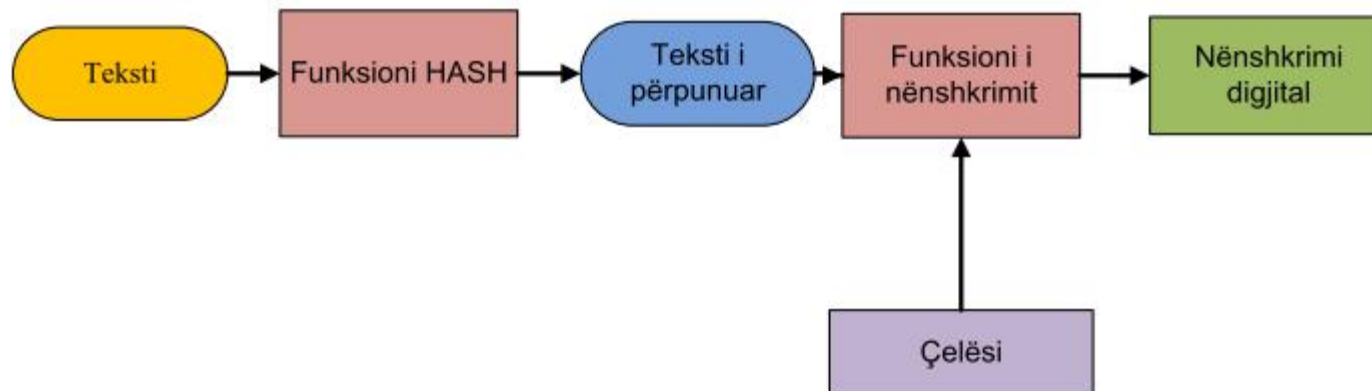 Teksti
Funksioni HASH
Teksti i
përpunuar
Funksioni i
nënshkrimit
Nënshkrimi
digjital
Çelësi